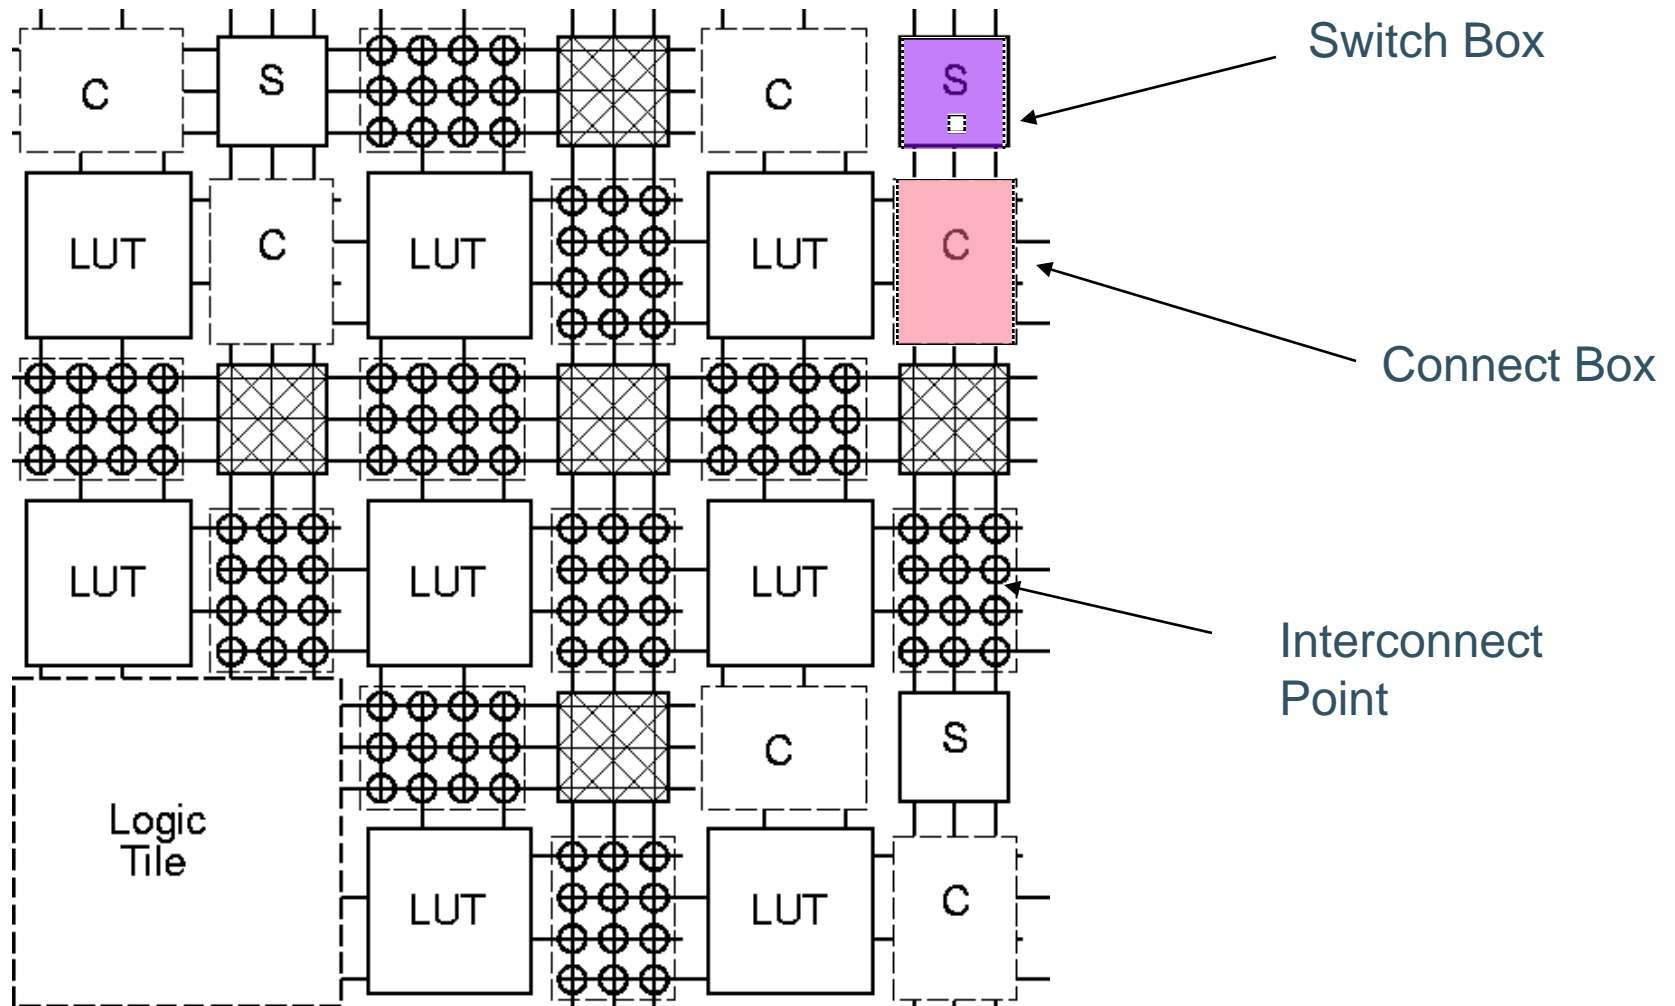 Switch Box
C
S
C
S
LUT
C
LUT
LUT
C
Connect Box
LUT
LUT
LUT
Interconnect
Point
C
S
Logic
Tile
LUT
LUT
C